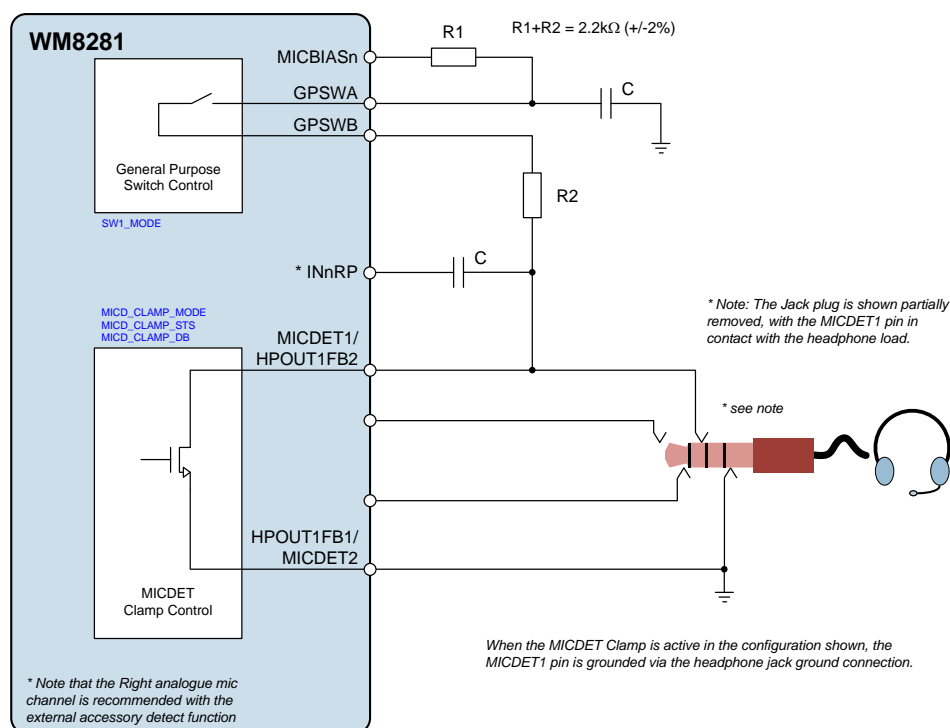 WM8281
R1
R1+R2 = 2.2kΩ (+/-2%)
MICBIASn
GPSWA
C
GPSWB
General Purpose
Switch Control
R2
SW1_MODE
* INnRP
C
MICD_CLAMP_MODE
MICD_CLAMP_STS
MICD_CLAMP_DB
* Note: The Jack plug is shown partially
removed, with the MICDET1 pin in
contact with the headphone load.
MICDET1/
HPOUT1FB2
* see note
HPOUT1FB1/
MICDET2
MICDET
Clamp Control
When the MICDET Clamp is active in the configuration shown, the
MICDET1 pin is grounded via the headphone jack ground connection.
* Note that the Right analogue mic
channel is recommended with the
external accessory detect function